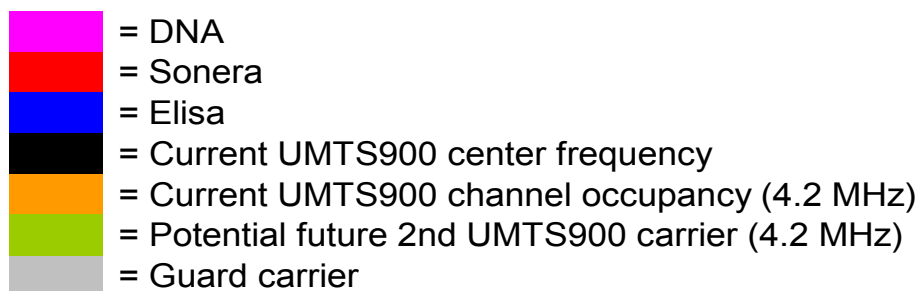 = DNA
= Sonera
= Elisa
= Current UMTS900 center frequency
= Current UMTS900 channel occupancy (4.2 MHz)
= Potential future 2nd UMTS900 carrier (4.2 MHz)
= Guard carrier